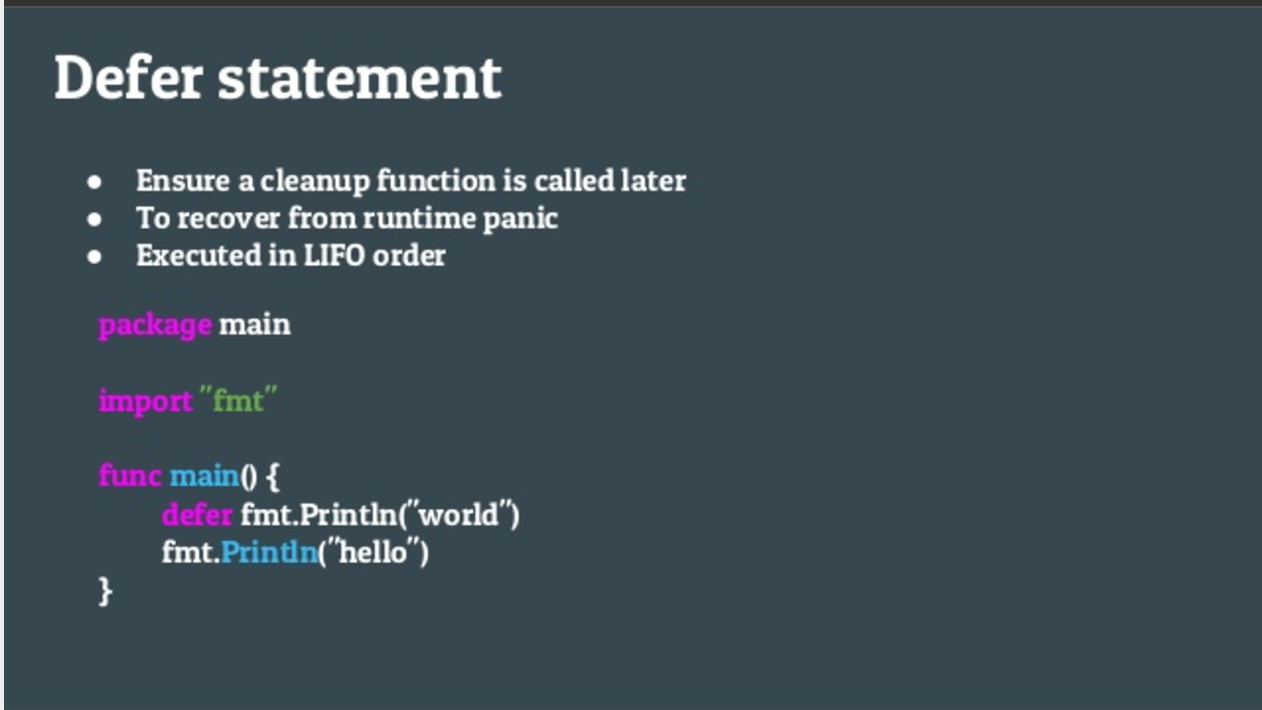 Defer statement
● Ensure a cleanup function is called later
● To recover from runtime panic
● Executed in LIFO order
package main
import "fmt"
func main() {
defer fmt.Println("world")
fmt.Println("hello")
}